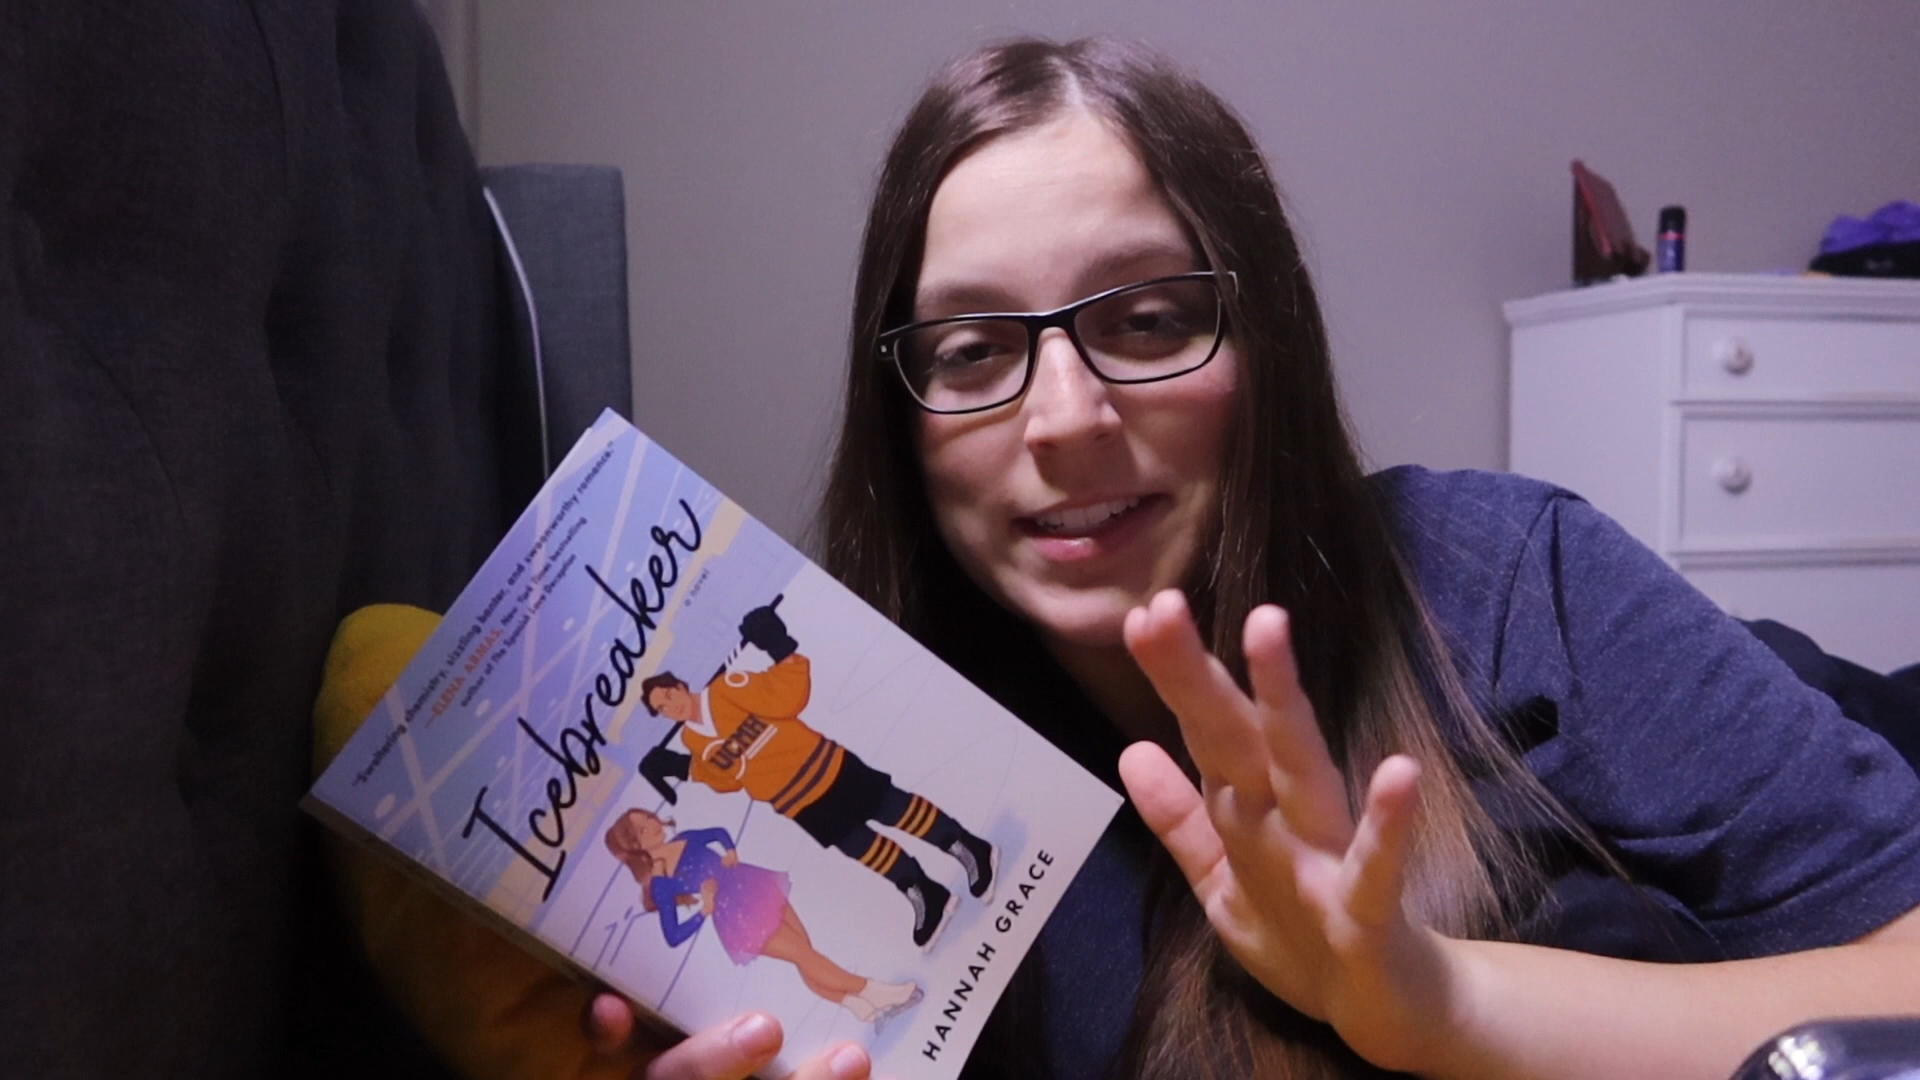 "Sweltering chemistry, sizzling banter, and swoonworthy romance."
—ELENA ARMAS, New York Times bestselling
author of The Spanish Love Deception
Icebreaker
a novel
UCMH
HANNAH GRACE